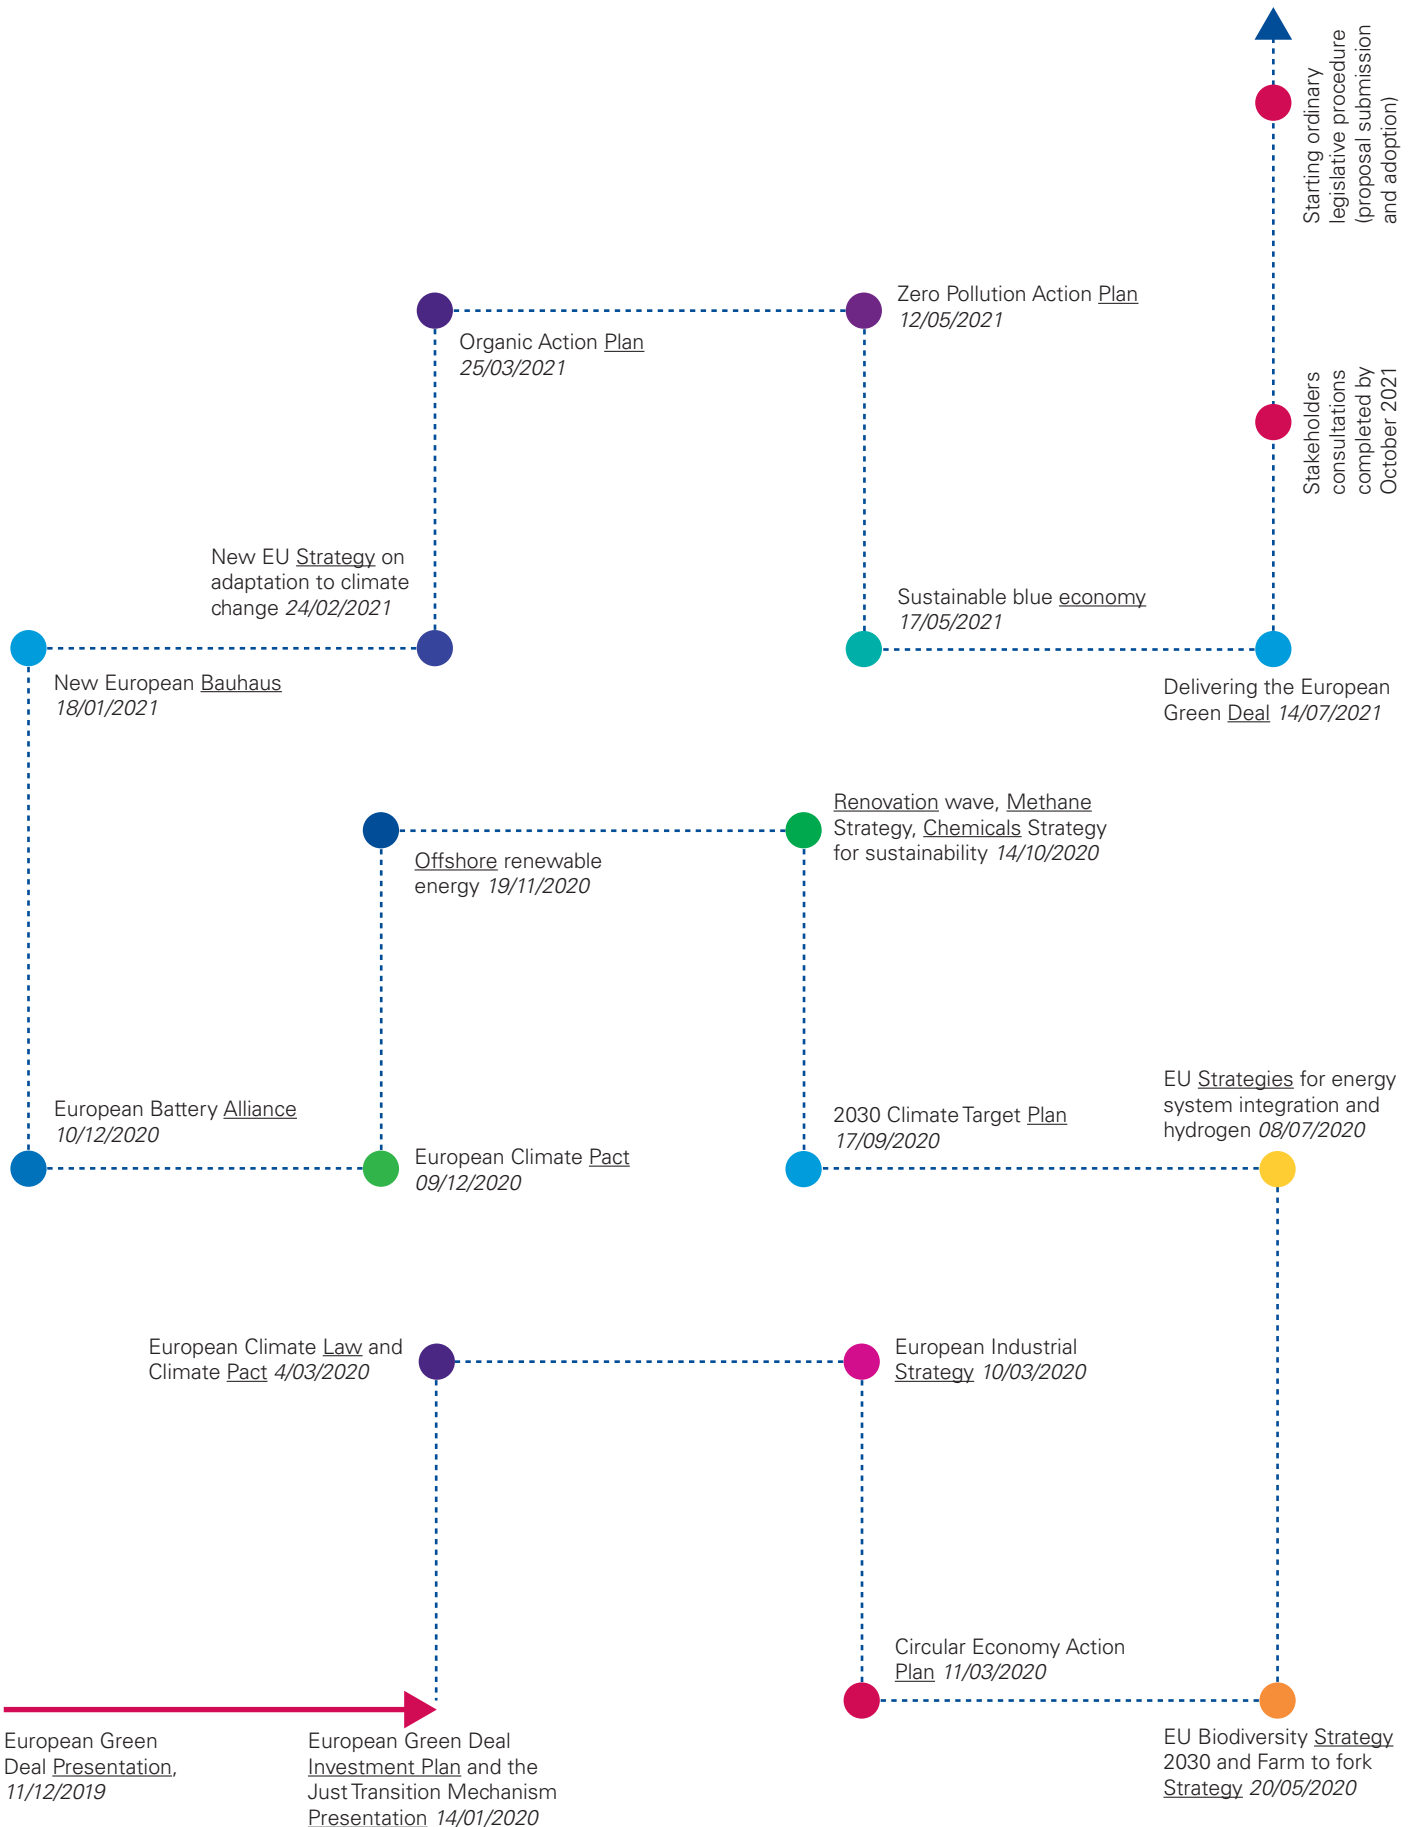 Starting ordinary
legislative procedure
(proposal submission
and adoption)
Zero Pollution Action Plan
12/05/2021
Organic Action Plan
25/03/2021
Stakeholders
consultations
completed by
October 2021
New EU Strategy on
adaptation to climate
change 24/02/2021
Sustainable blue economy
17/05/2021
New European Bauhaus
18/01/2021
Delivering the European
Green Deal 14/07/2021
Renovation wave, Methane
Strategy, Chemicals Strategy
for sustainability 14/10/2020
Offshore renewable
energy 19/11/2020
EU Strategies for energy
system integration and
hydrogen 08/07/2020
European Battery Alliance
10/12/2020
2030 Climate Target Plan
17/09/2020
European Climate Pact
09/12/2020
European Climate Law and
Climate Pact 4/03/2020
European Industrial
Strategy 10/03/2020
Circular Economy Action
Plan 11/03/2020
European Green
Deal Presentation,
11/12/2019
European Green Deal
Investment Plan and the
Just Transition Mechanism
Presentation 14/01/2020
EU Biodiversity Strategy
2030 and Farm to fork
Strategy 20/05/2020